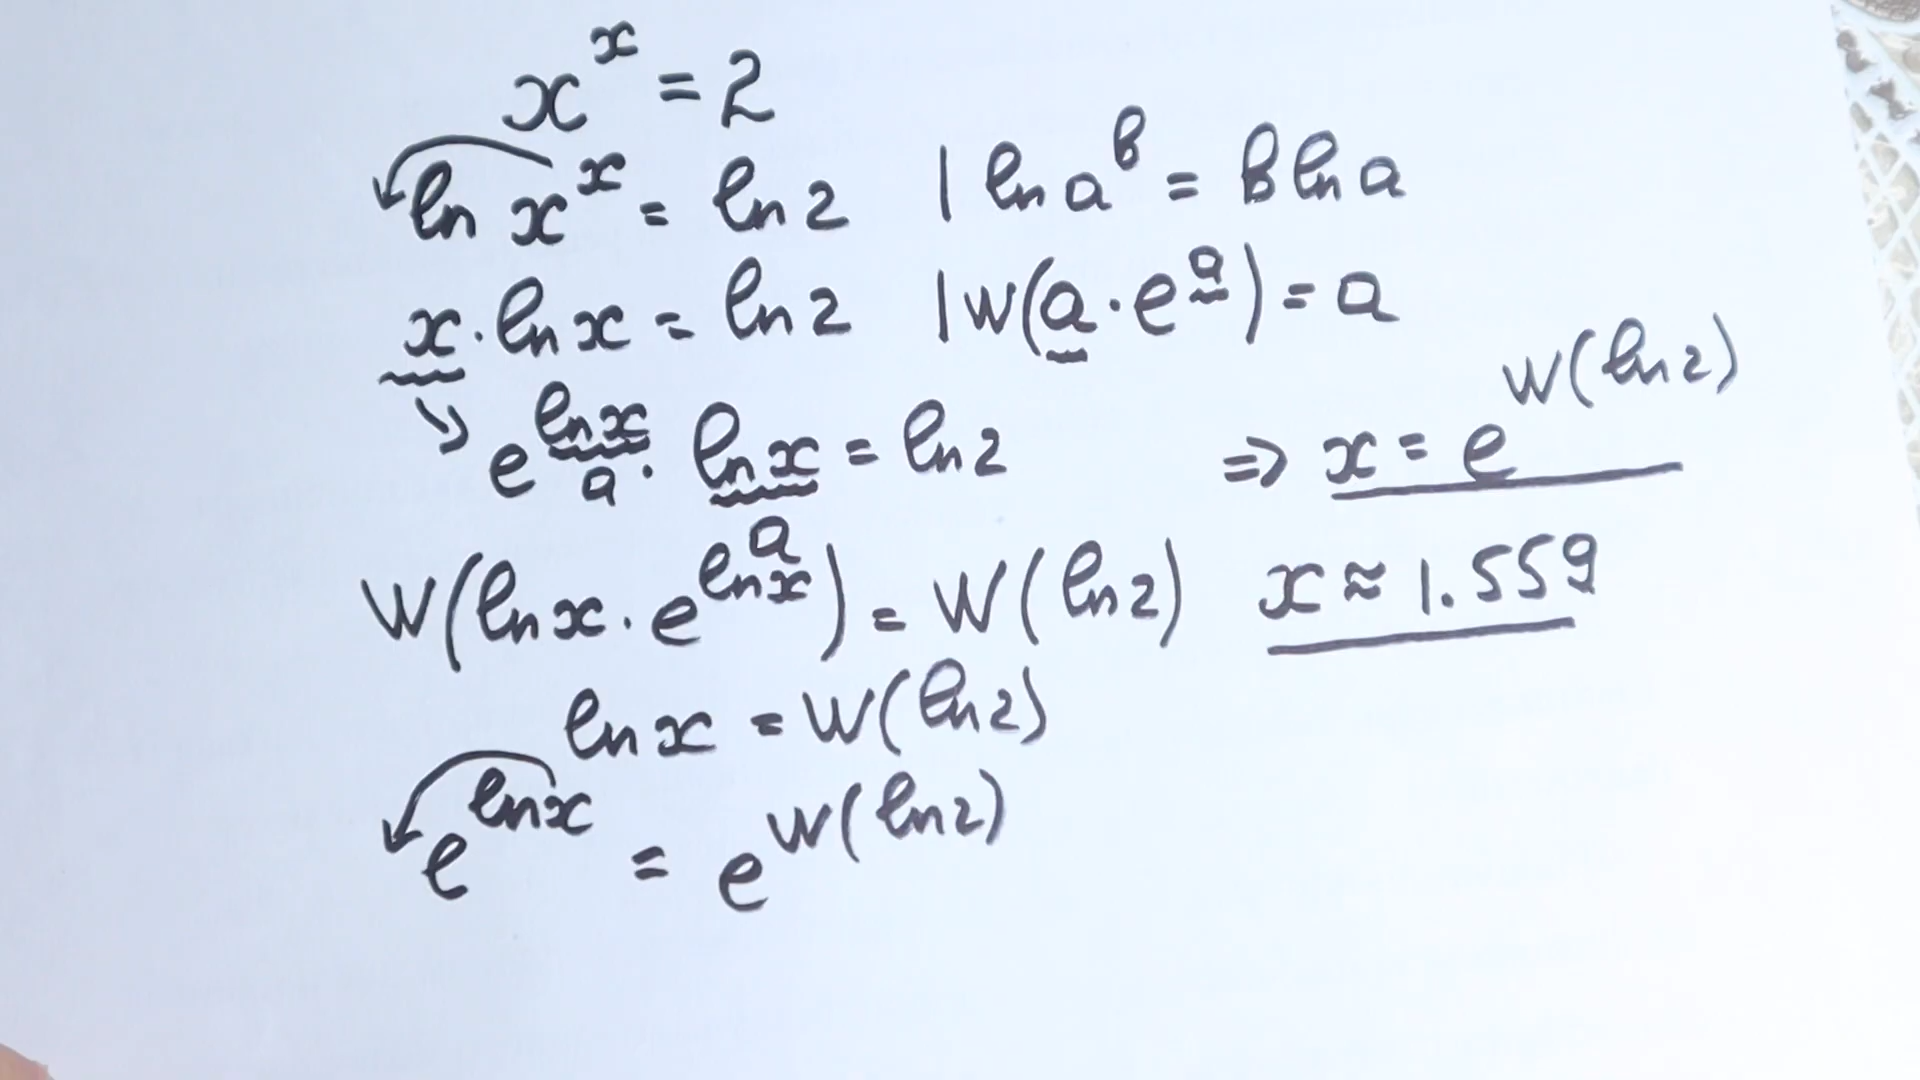 x^x = 2
ln x^x = ln 2 | ln a^b = b ln a
x · ln x = ln 2 | W(a · e^a) = a
e^(ln x) · ln x = ln 2 ⇒ x = e^(W(ln 2))
a a
W(ln x · e^(ln x)) = W(ln 2) x ≈ 1.559
ln x = W(ln 2)
e^(ln x) = e^(W(ln 2))